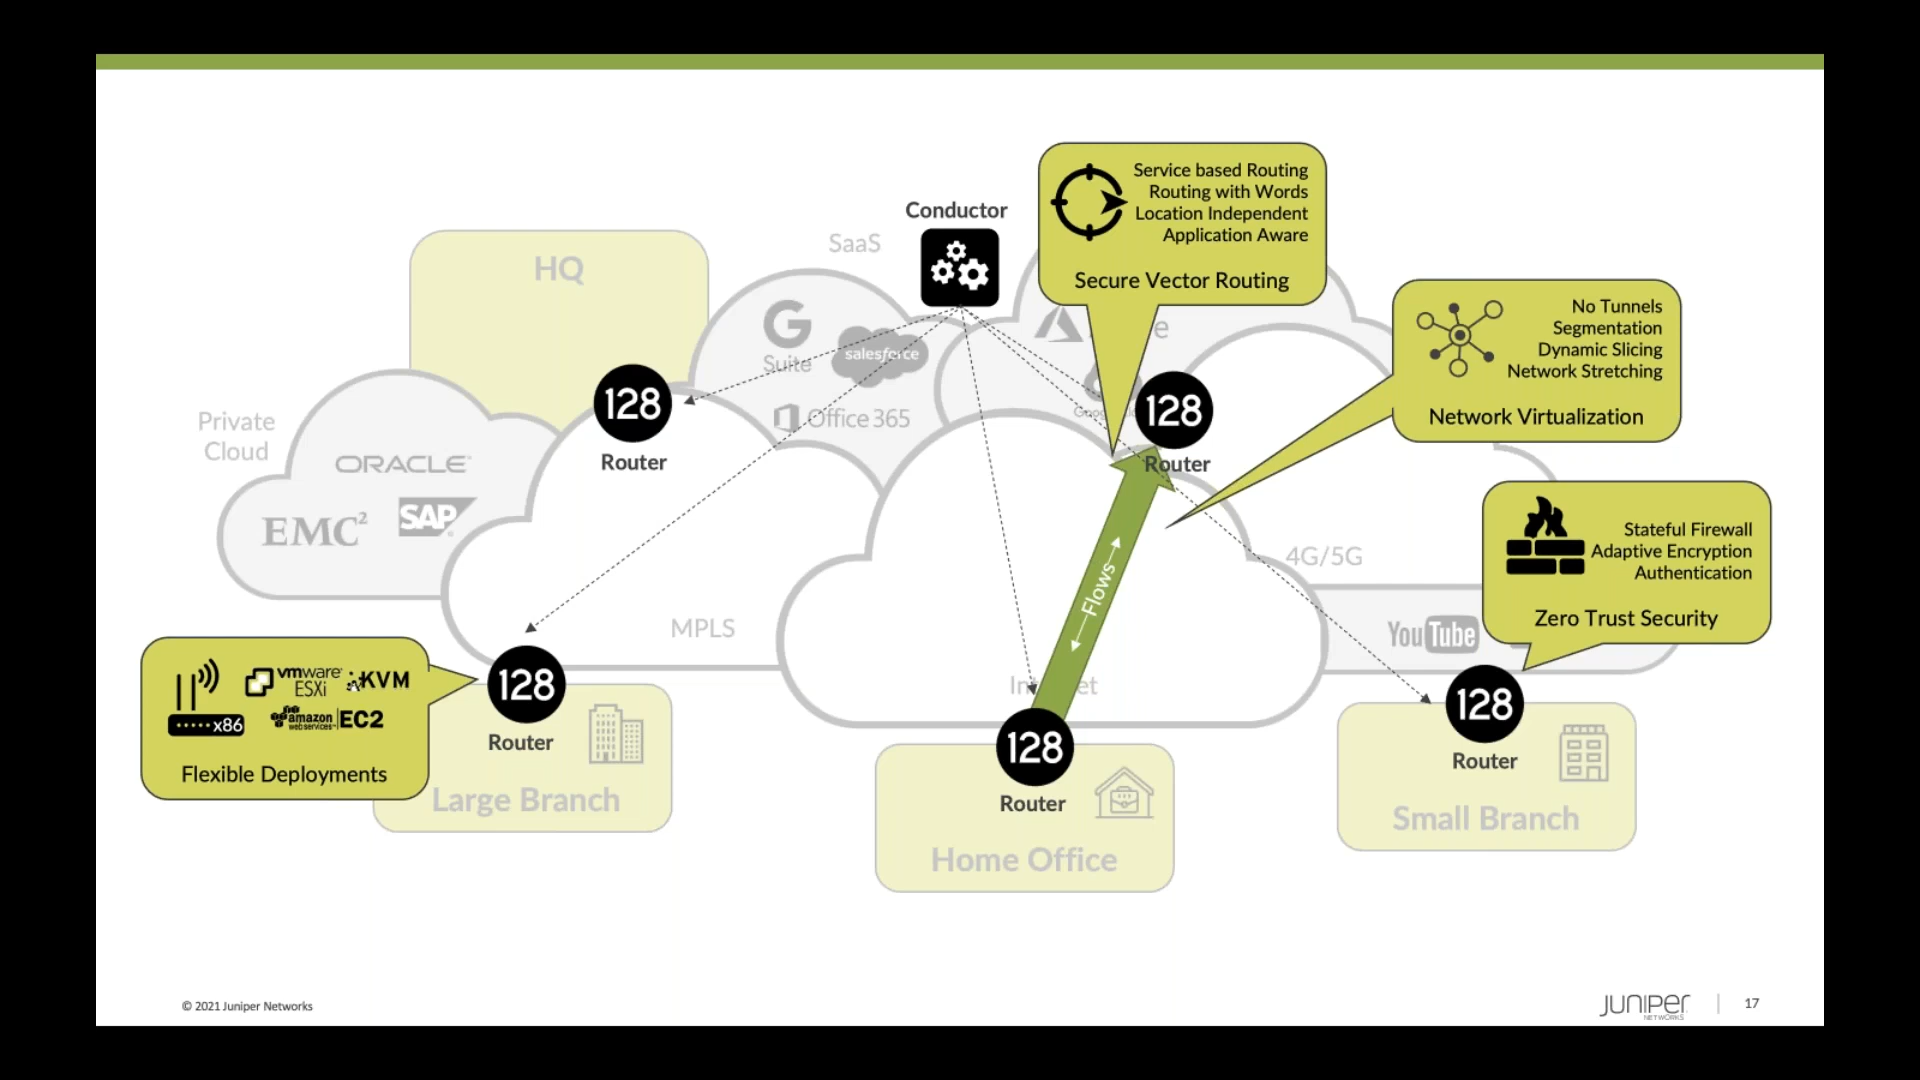 Service based Routing
Routing with Words
Location Independent
Application Aware
Secure Vector Routing
Conductor
SaaS
HQ
No Tunnels
Segmentation
Dynamic Slicing
Network Stretching
Network Virtualization
G
Suite
salesforce
Office 365
e
128
Router
128
Router
Private
Cloud
ORACLE
EMC²
SAP
Stateful Firewall
Adaptive Encryption
Authentication
Zero Trust Security
4G/5G
Flows
MPLS
YouTube
vmware
ESXi
KVM
x86
amazon
web services
EC2
Flexible Deployments
128
Router
Large Branch
128
Router
Home Office
128
Router
Small Branch
© 2021 Juniper Networks
JUNIPER
NETWORKS
17